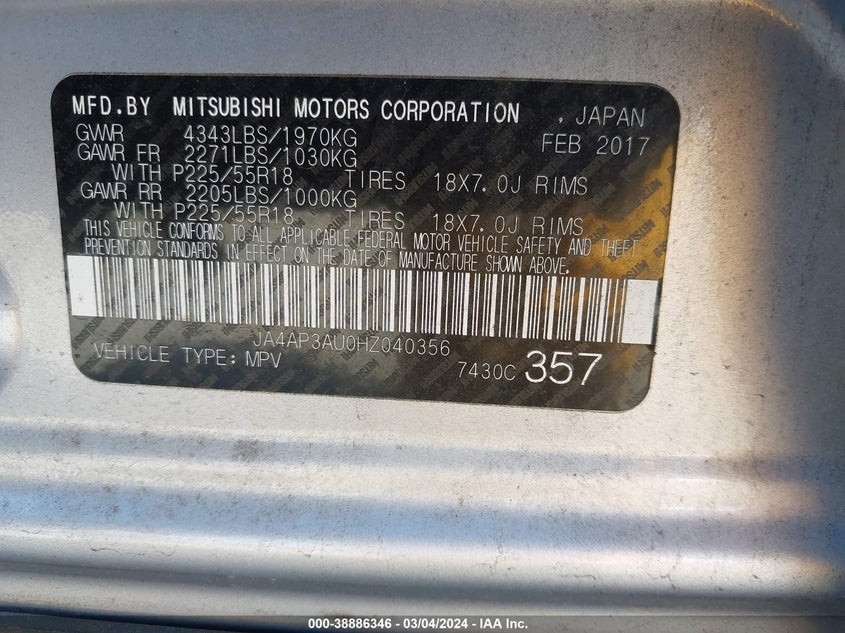 MFD.BY MITSUBISHI MOTORS CORPORATION , JAPAN
GVWR 4343LBS/1970KG FEB 2017
GAWR FR 2271LBS/1030KG
WITH P225/55R18 TIRES 18X7.0J RIMS
GAWR RR 2205LBS/1000KG
WITH P225/55R18 TIRES 18X7.0J RIMS
THIS VEHICLE CONFORMS TO ALL APPLICABLE FEDERAL MOTOR VEHICLE SAFETY AND THEFT
PREVENTION STANDARDS IN EFFECT ON THE DATE OF MANUFACTURE SHOWN ABOVE.
JA4AP3AU0HZ040356
VEHICLE TYPE: MPV 7430C 357
000-38886346 - 03/04/2024 - IAA Inc.